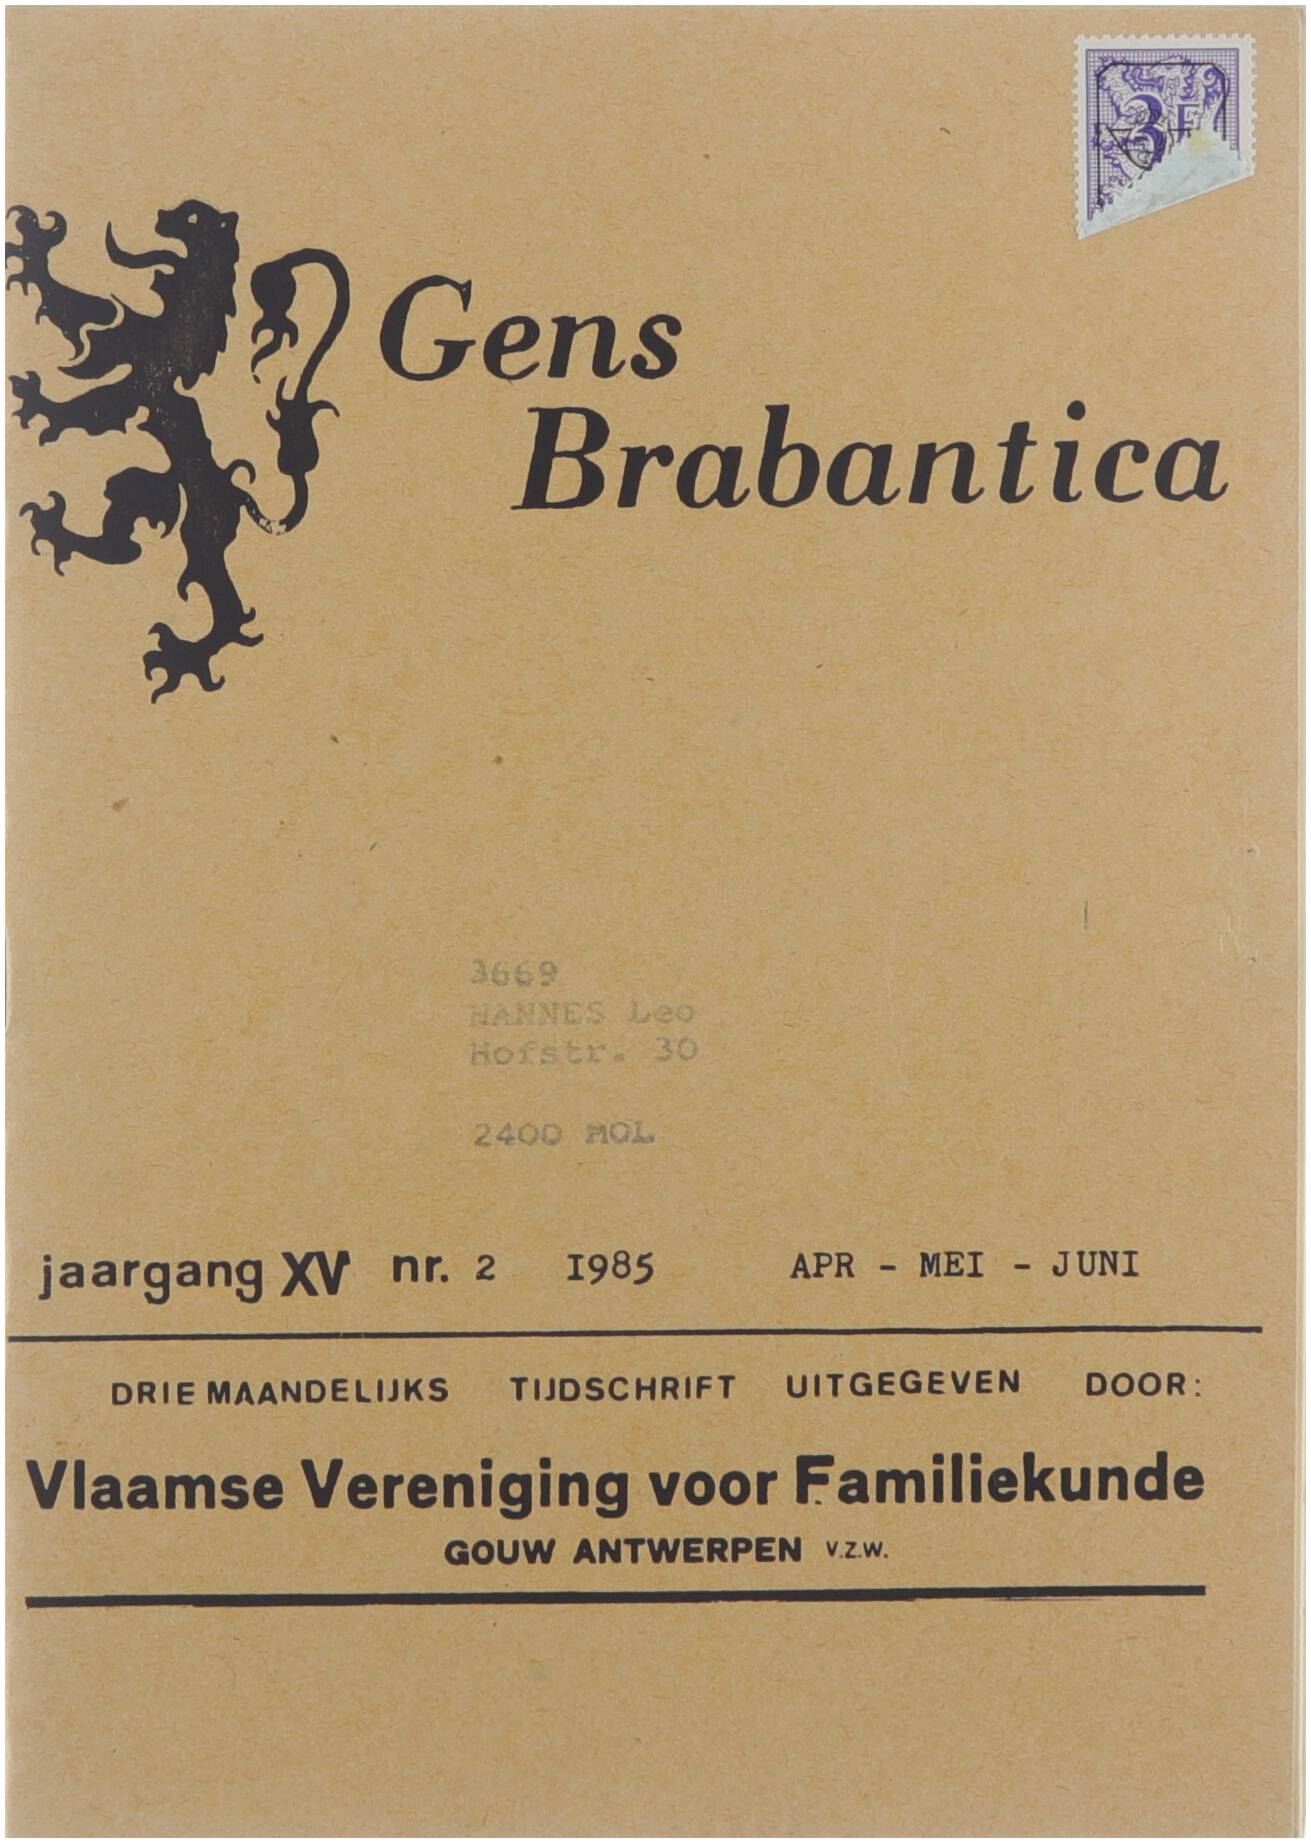 3F
Gens
Brabantica
3669
HANNES Leo
Hofstr. 30
2400 MOL
jaargang XV nr. 2 1985 APR - MEI - JUNI
DRIE MAANDELIJKS TIJDSCHRIFT UITGEGEVEN DOOR:
Vlaamse Vereniging voor Familiekunde
GOUW ANTWERPEN V.Z.W.